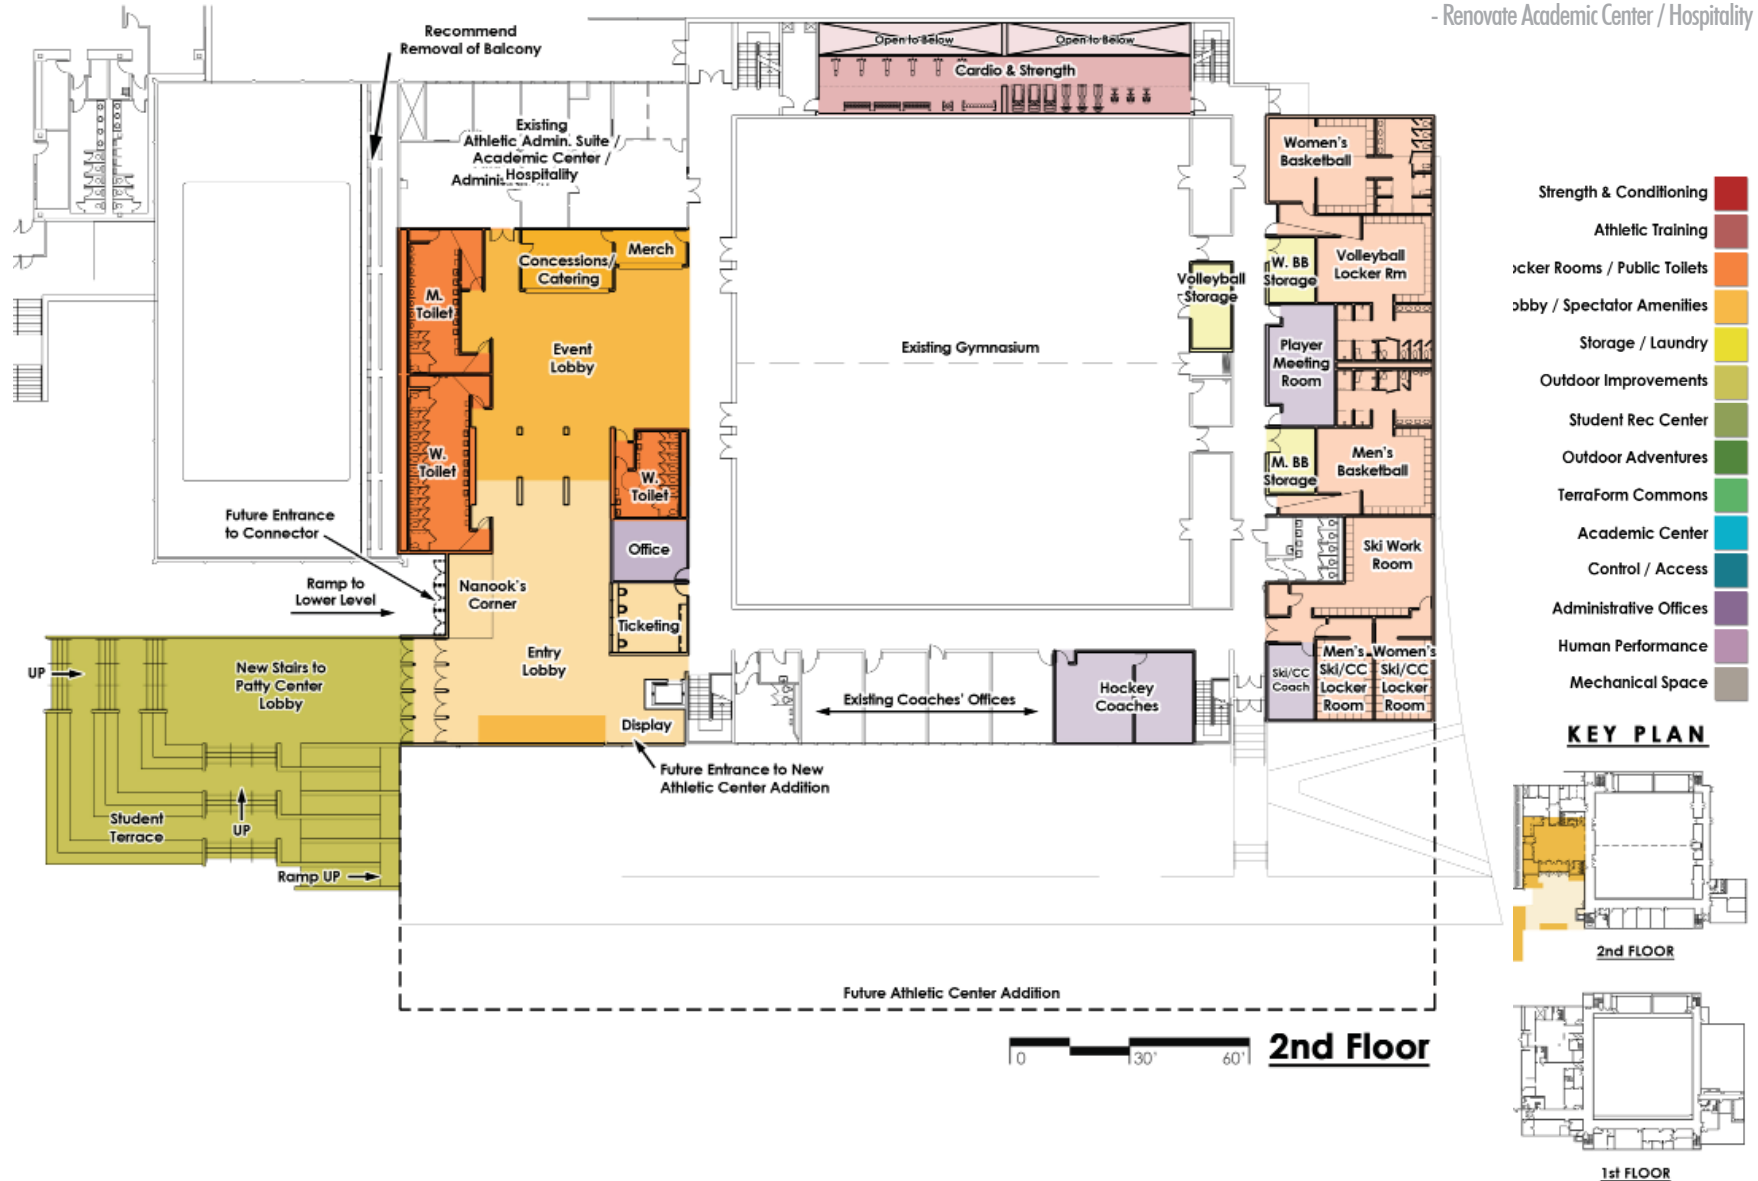 - Renovate Academic Center / Hospitality
Recommend
Removal of Balcony
Open to Below
Open to Below
Cardio & Strength
Existing
Athletic Admin. Suite /
Academic Center /
Hospitality
Women's
Basketball
Strength & Conditioning
Athletic Training
ocker Rooms / Public Toilets
obby / Spectator Amenities
Storage / Laundry
Outdoor Improvements
Student Rec Center
Outdoor Adventures
TerraForm Commons
Academic Center
Control / Access
Administrative Offices
Human Performance
Mechanical Space
Concessions/
Catering
Merch
M.
Toilet
Event
Lobby
W.
Toilet
W.
Toilet
Office
Nanook's
Corner
Ticketing
Entry
Lobby
Display
Existing Gymnasium
Volleyball
Storage
W. BB
Storage
Volleyball
Locker Rm
Player
Meeting
Room
M. BB
Storage
Men's
Basketball
Ski Work
Room
Ski/CC
Coach
Men's
Ski/CC
Locker
Room
Women's
Ski/CC
Locker
Room
Future Entrance
to Connector
Ramp to
Lower Level
UP
New Stairs to
Patty Center
Lobby
Student
Terrace
UP
Ramp UP
Existing Coaches' Offices
Hockey
Coaches
Future Entrance to New
Athletic Center Addition
Future Athletic Center Addition
0
30'
60'
2nd Floor
KEY PLAN
2nd FLOOR
1st FLOOR